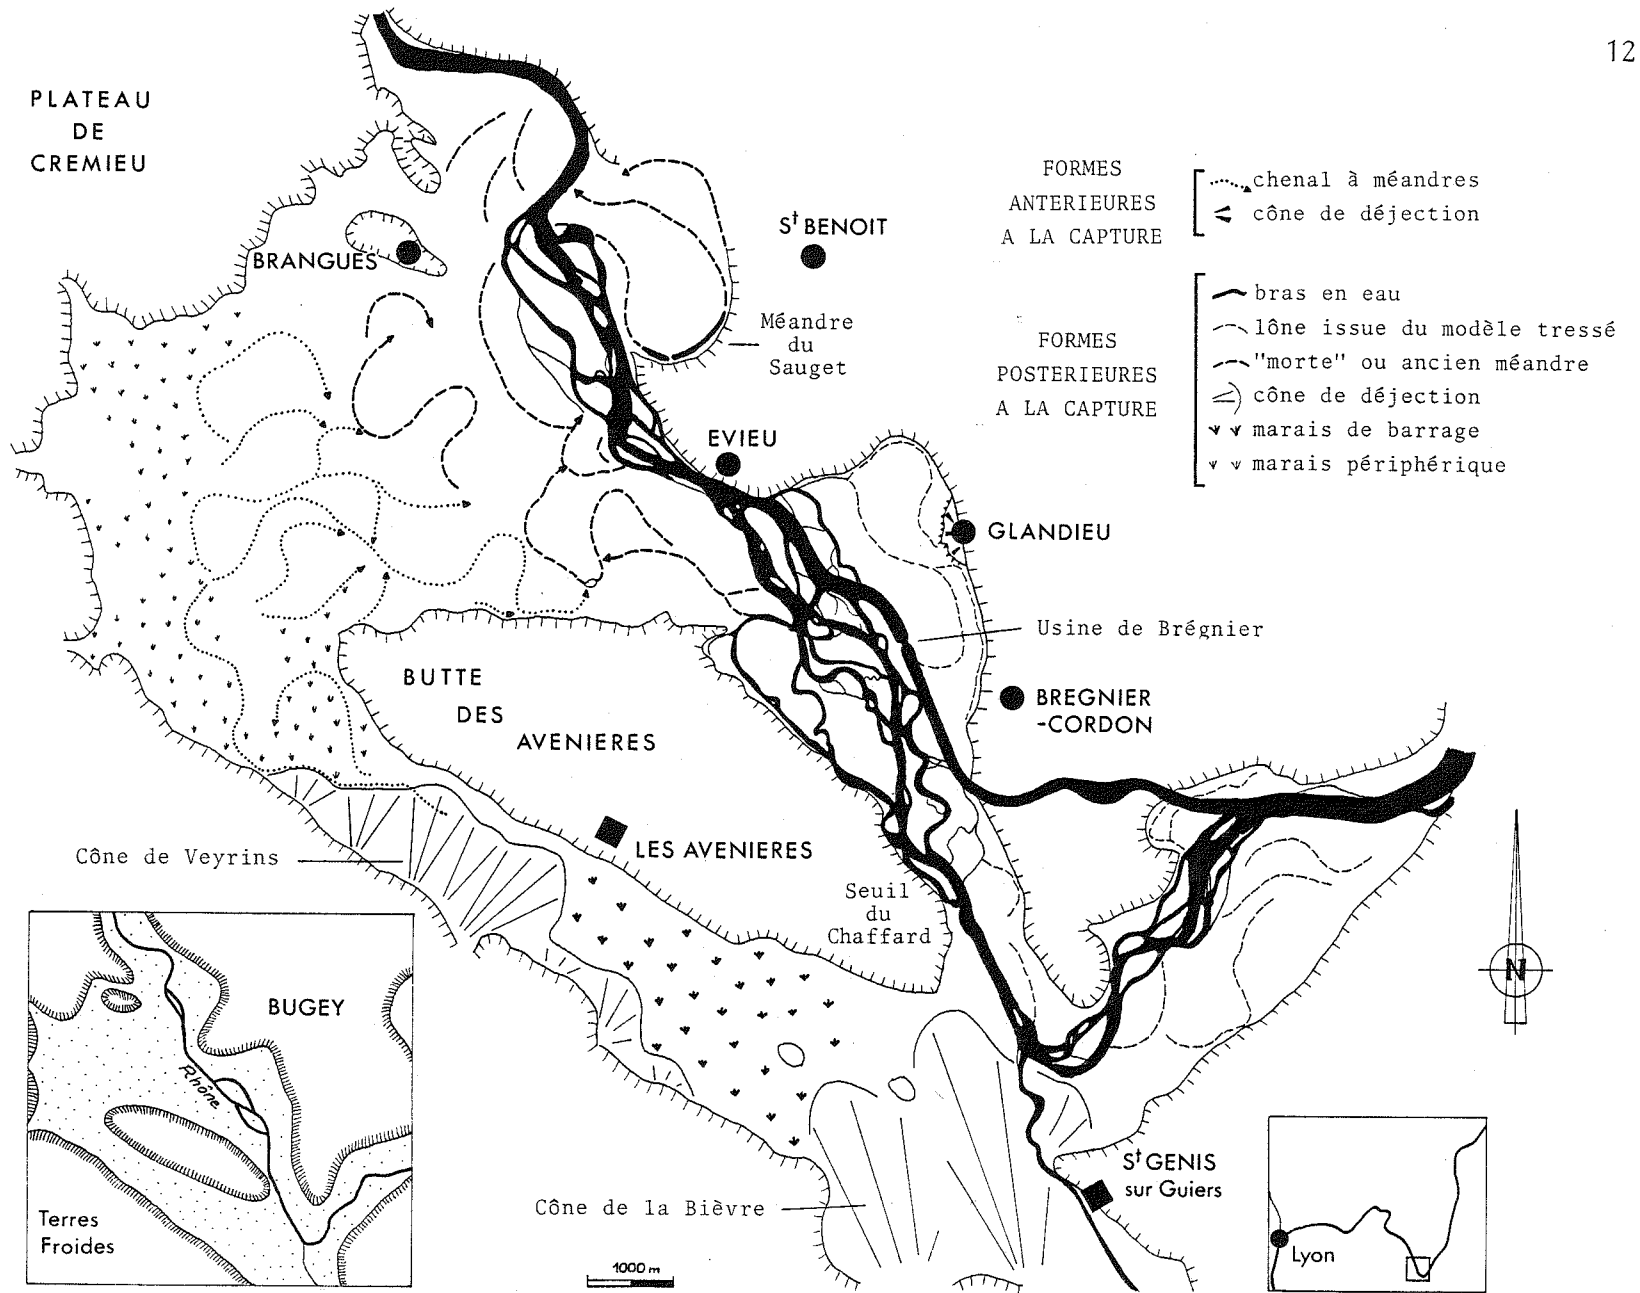 12
PLATEAU
DE
CREMIEU
BRANGUES
St BENOIT
Méandre
du
Sauget
EVIEU
GLANDIEU
Usine de Brégnier
BREGNIER
-CORDON
BUTTE
DES
AVENIERES
LES AVENIERES
Cône de Veyrins
Seuil
du
Chaffard
Cône de la Bièvre
St GENIS
sur Guiers
1000 m
N
FORMES
ANTERIEURES
A LA CAPTURE
chenal à méandres
cône de déjection
FORMES
POSTERIEURES
A LA CAPTURE
bras en eau
lône issue du modèle tressé
"morte" ou ancien méandre
cône de déjection
marais de barrage
marais périphérique
BUGEY
Rhône
Terres
Froides
Lyon